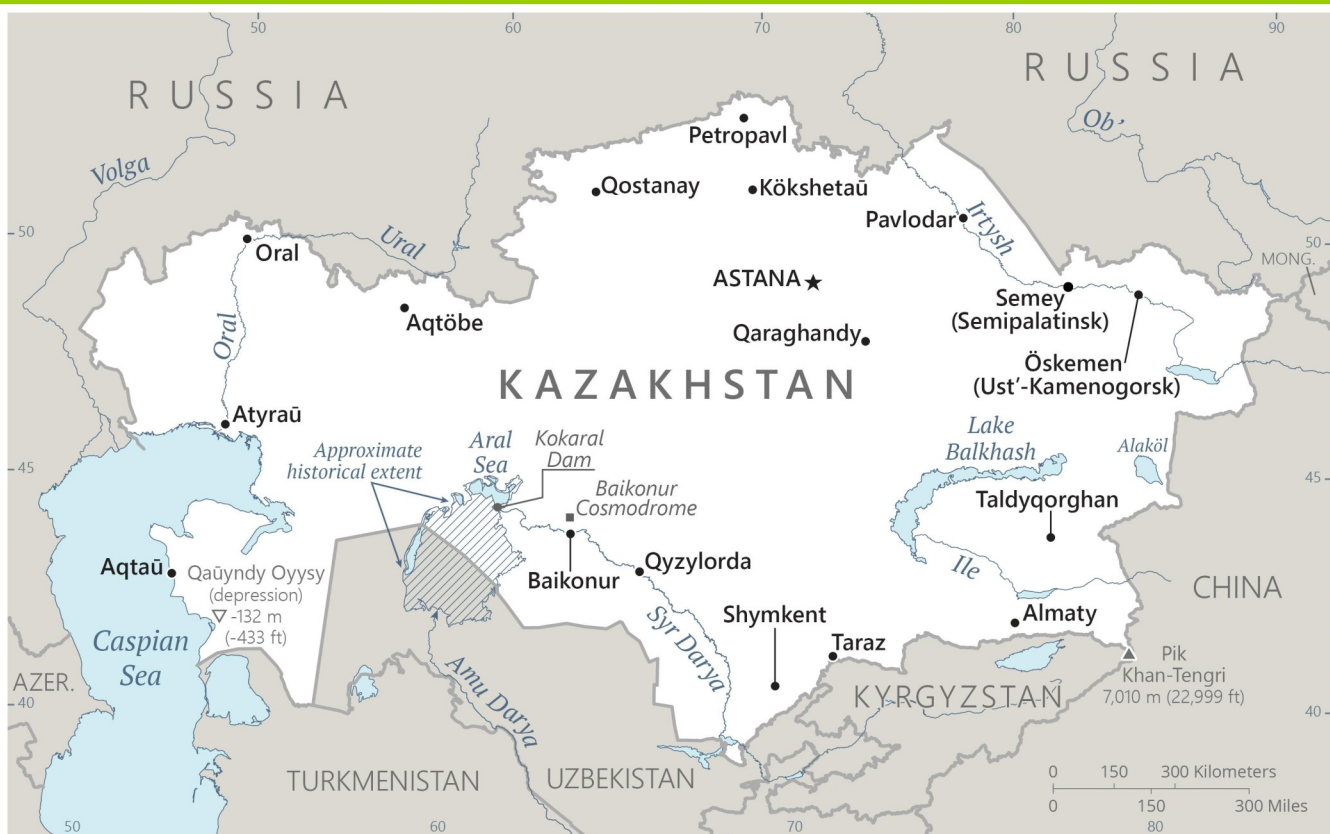 50
60
70
80
90
RUSSIA
RUSSIA
Volga
Ob'
Petropavl
Qostanay
Kökshetaū
Pavlodar
Irtysh
50
Oral
Ural
50
MONG.
ASTANA
Semey
(Semipalatinsk)
Aqtöbe
Oral
Qaraghandy
Öskemen
(Ust'-Kamenogorsk)
KAZAKHSTAN
Atyraū
Approximate
historical extent
Aral
Sea
Kokaral
Dam
Lake
Balkhash
Alaköl
45
45
Baikonur
Cosmodrome
Taldyqorghan
Aqtaū
Qaūyndy Oyysy
(depression)
-132 m
(-433 ft)
Baikonur
Qyzylorda
Ile
CHINA
Shymkent
Almaty
Caspian
Sea
Syr Darya
Taraz
Pik
Khan-Tengri
7,010 m (22,999 ft)
AZER.
40
Amu Darya
KYRGYZSTAN
40
TURKMENISTAN
UZBEKISTAN
0 150 300 Kilometers
0 150 300 Miles
50
60
70
80